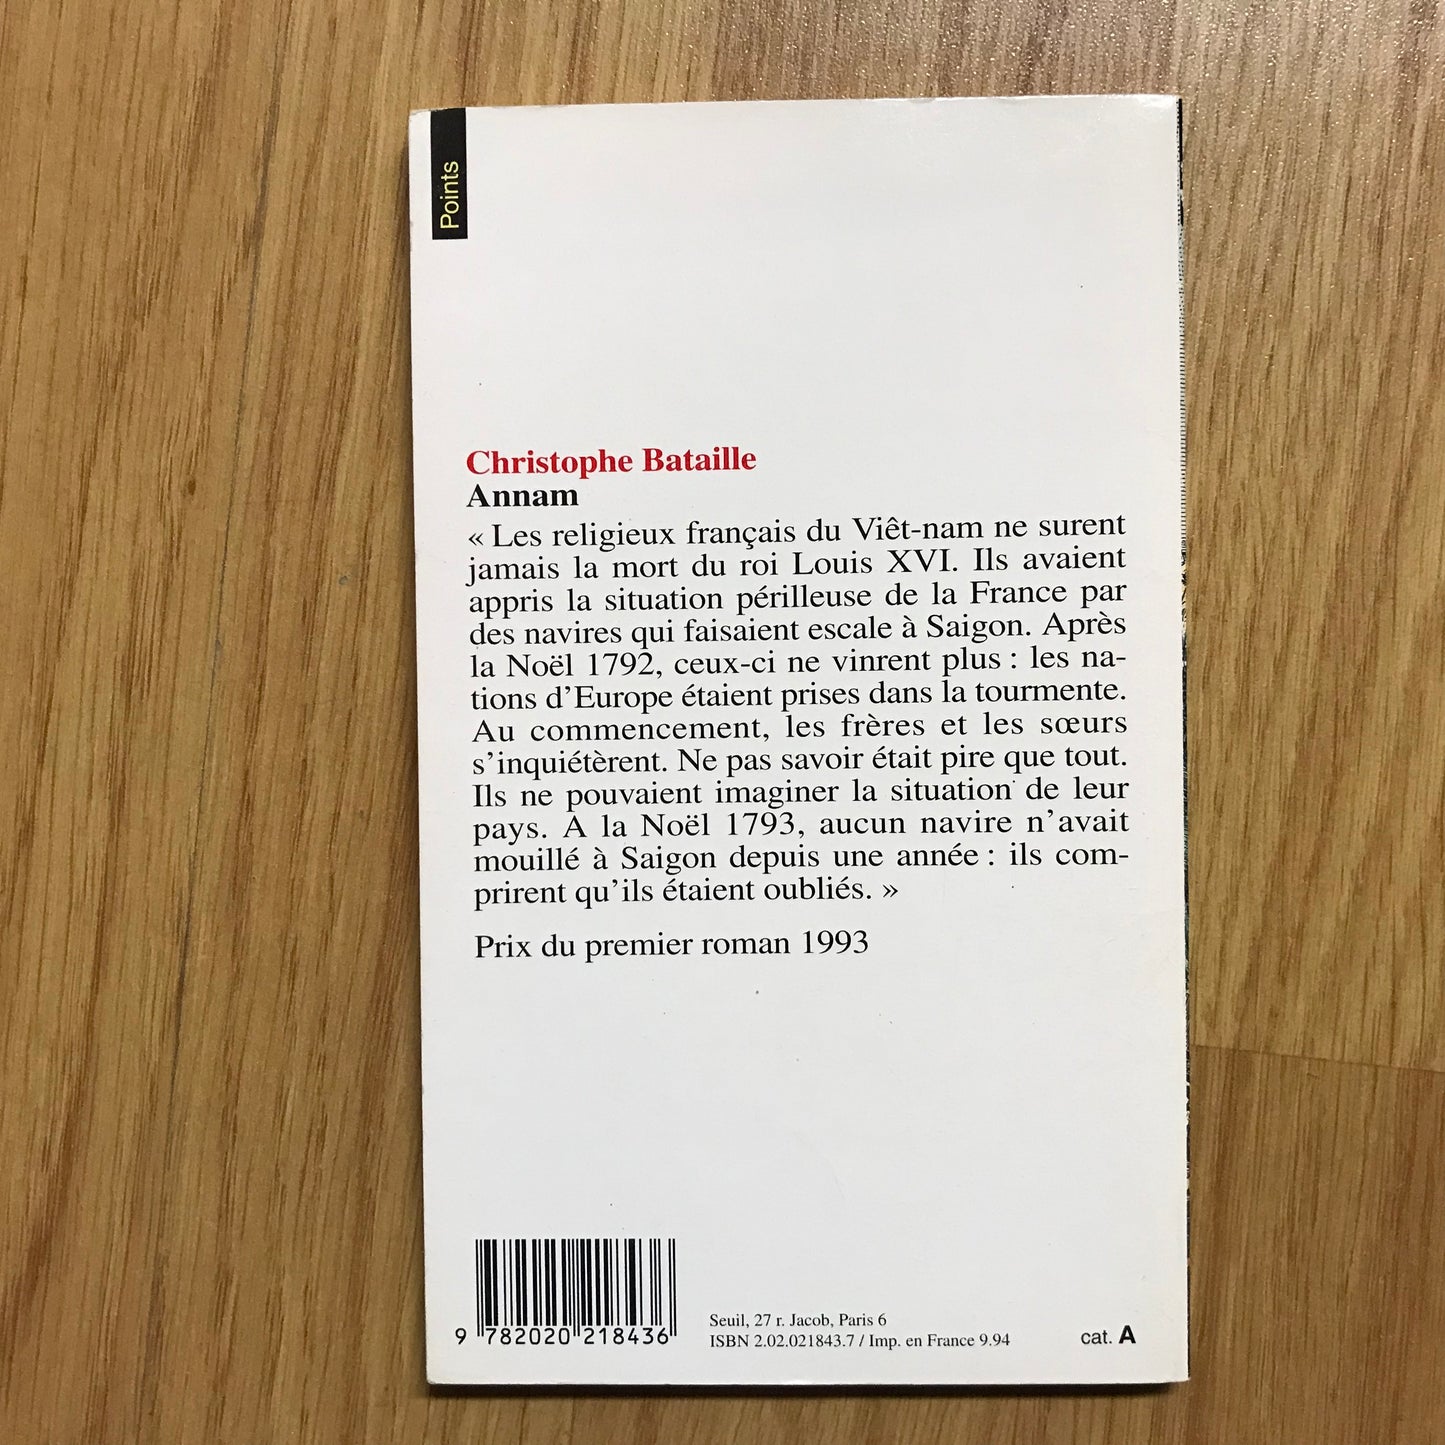 Points
Christophe Bataille
Annam
« Les religieux français du Viêt-nam ne surent
jamais la mort du roi Louis XVI. Ils avaient
appris la situation périlleuse de la France par
des navires qui faisaient escale à Saigon. Après
la Noël 1792, ceux-ci ne vinrent plus : les na-
tions d'Europe étaient prises dans la tourmente.
Au commencement, les frères et les sœurs
s'inquiétèrent. Ne pas savoir était pire que tout.
Ils ne pouvaient imaginer la situation de leur
pays. A la Noël 1793, aucun navire n'avait
mouillé à Saigon depuis une année : ils com-
prirent qu'ils étaient oubliés. »
Prix du premier roman 1993
9 782020 218436
Seuil, 27 r. Jacob, Paris 6
ISBN 2.02.021843.7 / Imp. en France 9.94
cat. A